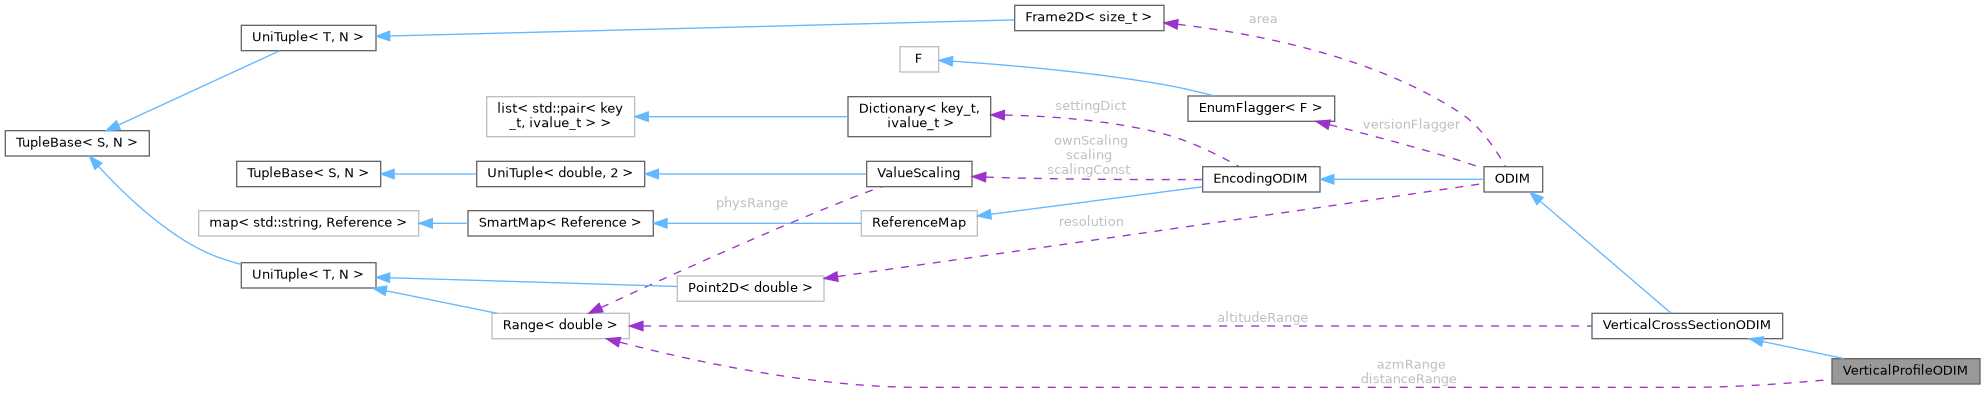 Frame2D< size_t >
area
UniTuple< T, N >
F
list< std::pair< key
_t, ivalue_t > >
Dictionary< key_t,
ivalue_t >
settingDict
EnumFlagger< F >
versionFlagger
TupleBase< S, N >
ownScaling
scaling
scalingConst
TupleBase< S, N >
UniTuple< double, 2 >
ValueScaling
EncodingODIM
ODIM
physRange
map< std::string, Reference >
SmartMap< Reference >
ReferenceMap
resolution
UniTuple< T, N >
Point2D< double >
Range< double >
altitudeRange
VerticalCrossSectionODIM
azmRange
distanceRange
VerticalProfileODIM